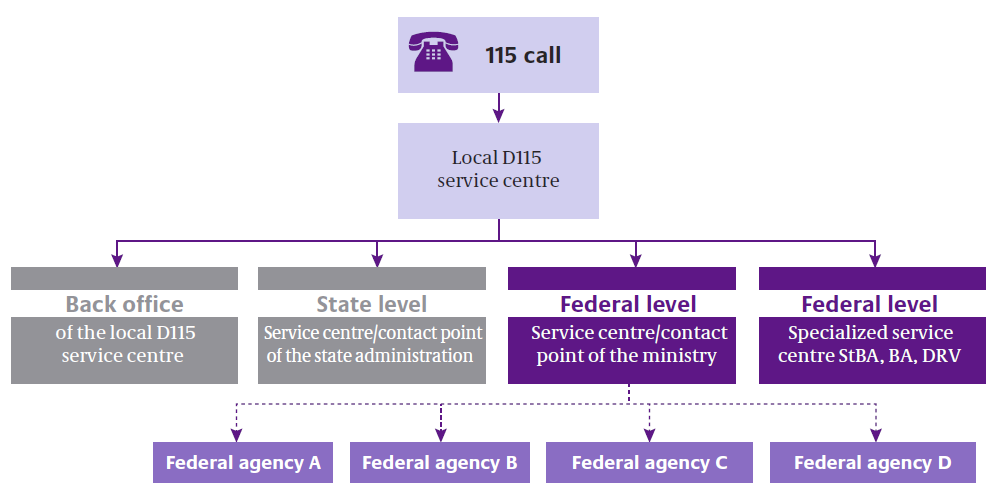 115 call
Local D115
service centre
Back office
of the local D115
service centre
State level
Service centre/contact point
of the state administration
Federal level
Service centre/contact
point of the ministry
Federal level
Specialized service
centre StBA, BA, DRV
Federal agency A
Federal agency B
Federal agency C
Federal agency D